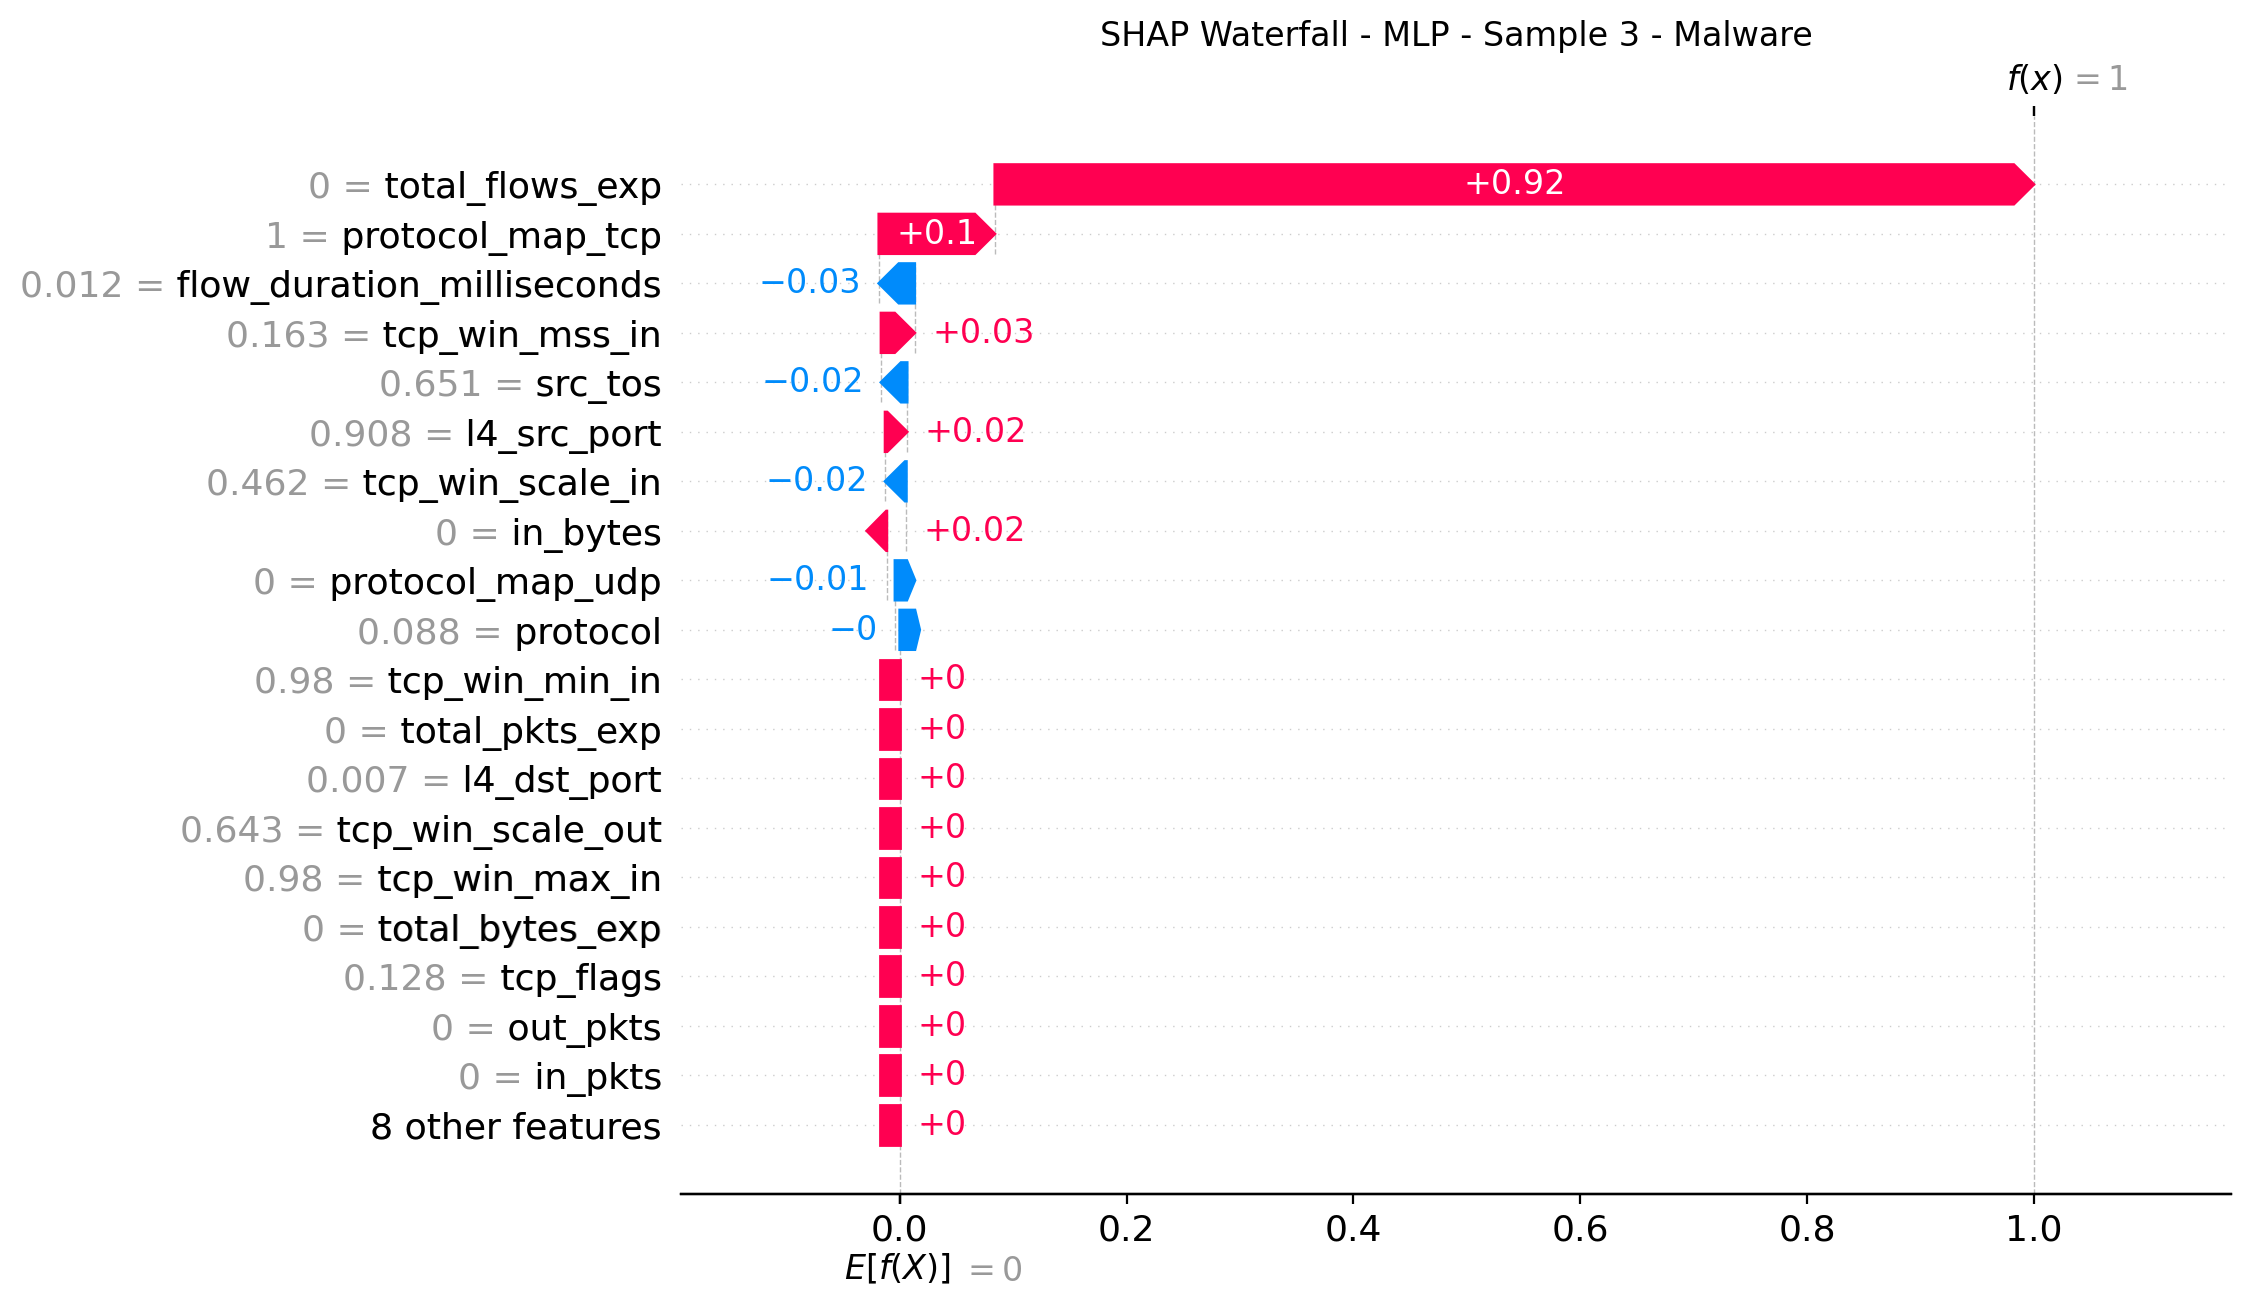 SHAP Waterfall - MLP - Sample 3 - Malware
f(x) = 1
0 = total_flows_exp +0.92
1 = protocol_map_tcp +0.1
0.012 = flow_duration_milliseconds −0.03
0.163 = tcp_win_mss_in +0.03
0.651 = src_tos −0.02
0.908 = l4_src_port +0.02
0.462 = tcp_win_scale_in −0.02
0 = in_bytes +0.02
0 = protocol_map_udp −0.01
0.088 = protocol −0
0.98 = tcp_win_min_in +0
0 = total_pkts_exp +0
0.007 = l4_dst_port +0
0.643 = tcp_win_scale_out +0
0.98 = tcp_win_max_in +0
0 = total_bytes_exp +0
0.128 = tcp_flags +0
0 = out_pkts +0
0 = in_pkts +0
8 other features +0
0.0 0.2 0.4 0.6 0.8 1.0
E[f(X)] = 0